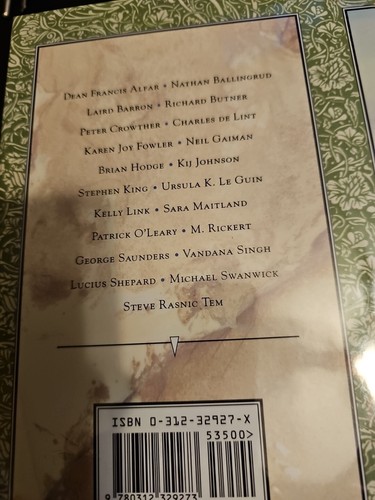 Dean Francis Alfar • Nathan Ballingrud
Laird Barron • Richard Butner
Peter Crowther • Charles de Lint
Karen Joy Fowler • Neil Gaiman
Brian Hodge • Kij Johnson
Stephen King • Ursula K. Le Guin
Kelly Link • Sara Maitland
Patrick O'Leary • M. Rickert
George Saunders • Vandana Singh
Lucius Shepard • Michael Swanwick
Steve Rasnic Tem
ISBN 0-312-32927-X
53500>
9 780312 329273